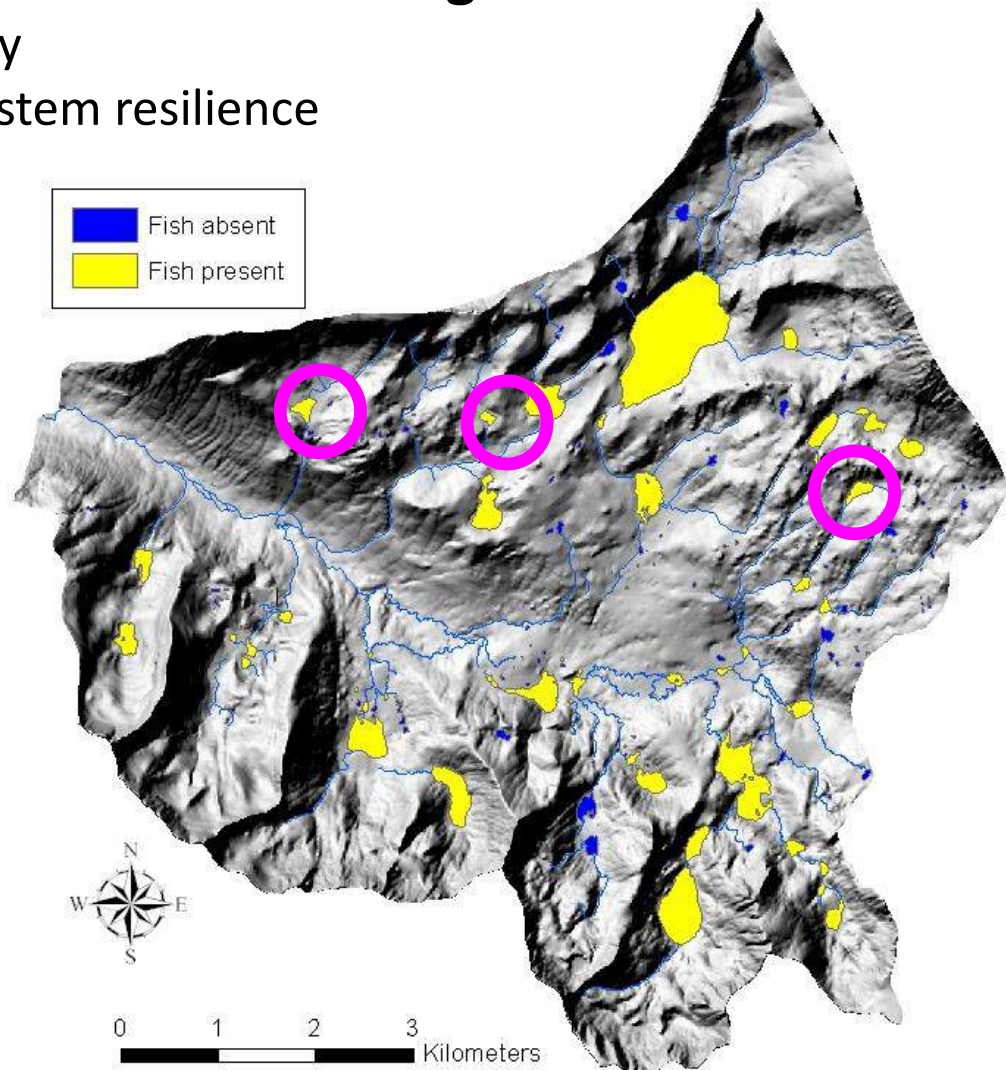 y
stem resilience
Fish absent
Fish present
N
W E
S
0 1 2 3
Kilometers